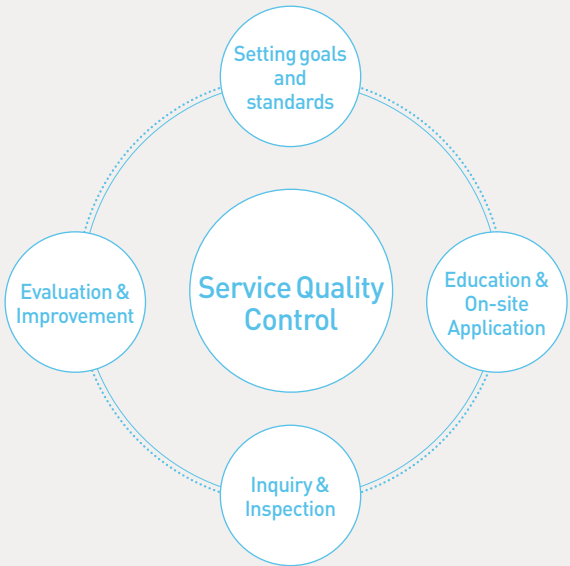 Setting goals
and
standards
Service Quality
Control
Education &
On-site
Application
Evaluation &
Improvement
Inquiry &
Inspection